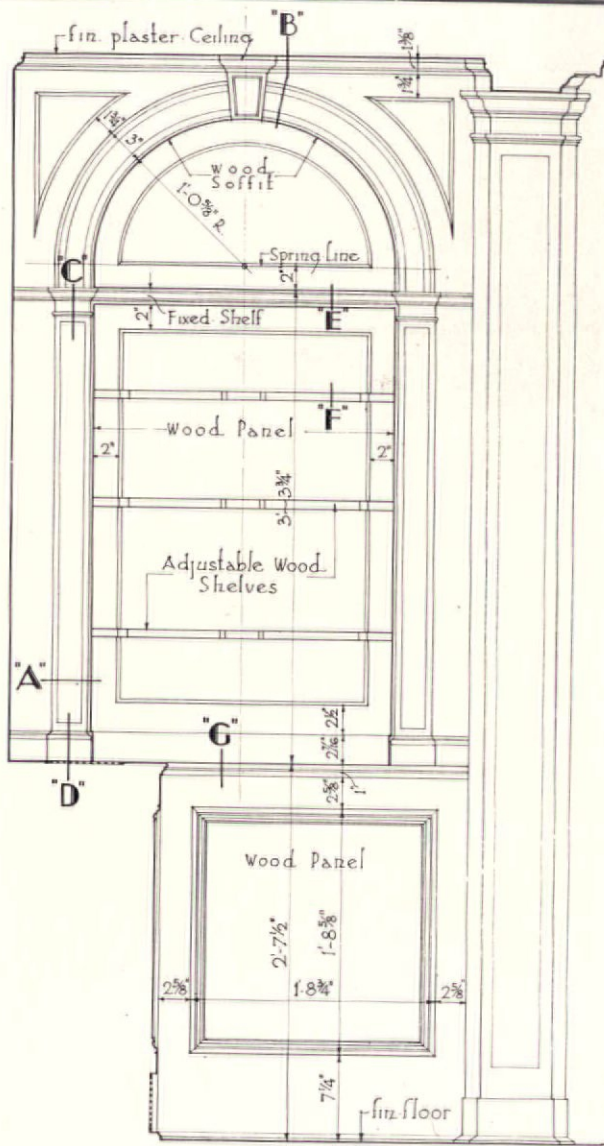 fin. plaster Ceiling
"B"
1⅜"
1¾"
1¾"
3"
Wood
Soffit
1'-0⅝" R.
Spring line
"C"
2"
2"
Fixed Shelf
"E"
"F"
Wood Panel
2"
2"
3'-3¾"
Adjustable Wood
Shelves
"A"
2½"
"G"
2⁷⁄₁₆"
"D"
2⅝"
1"
Wood Panel
2'-7½"
1'-8⅝"
2⅝"
1-8¾"
2⅝"
7¼"
fin. floor